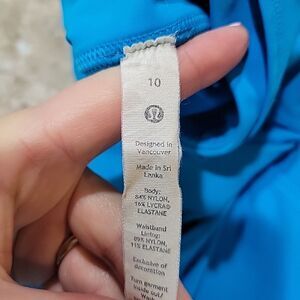 10
Designed in
Vancouver
Made in Sri
Lanka
Body:
84% NYLON,
16% LYCRA®
ELASTANE
Waistband
Lining:
89% NYLON,
11% ELASTANE
Exclusive of
decoration
Turn garment
inside out/